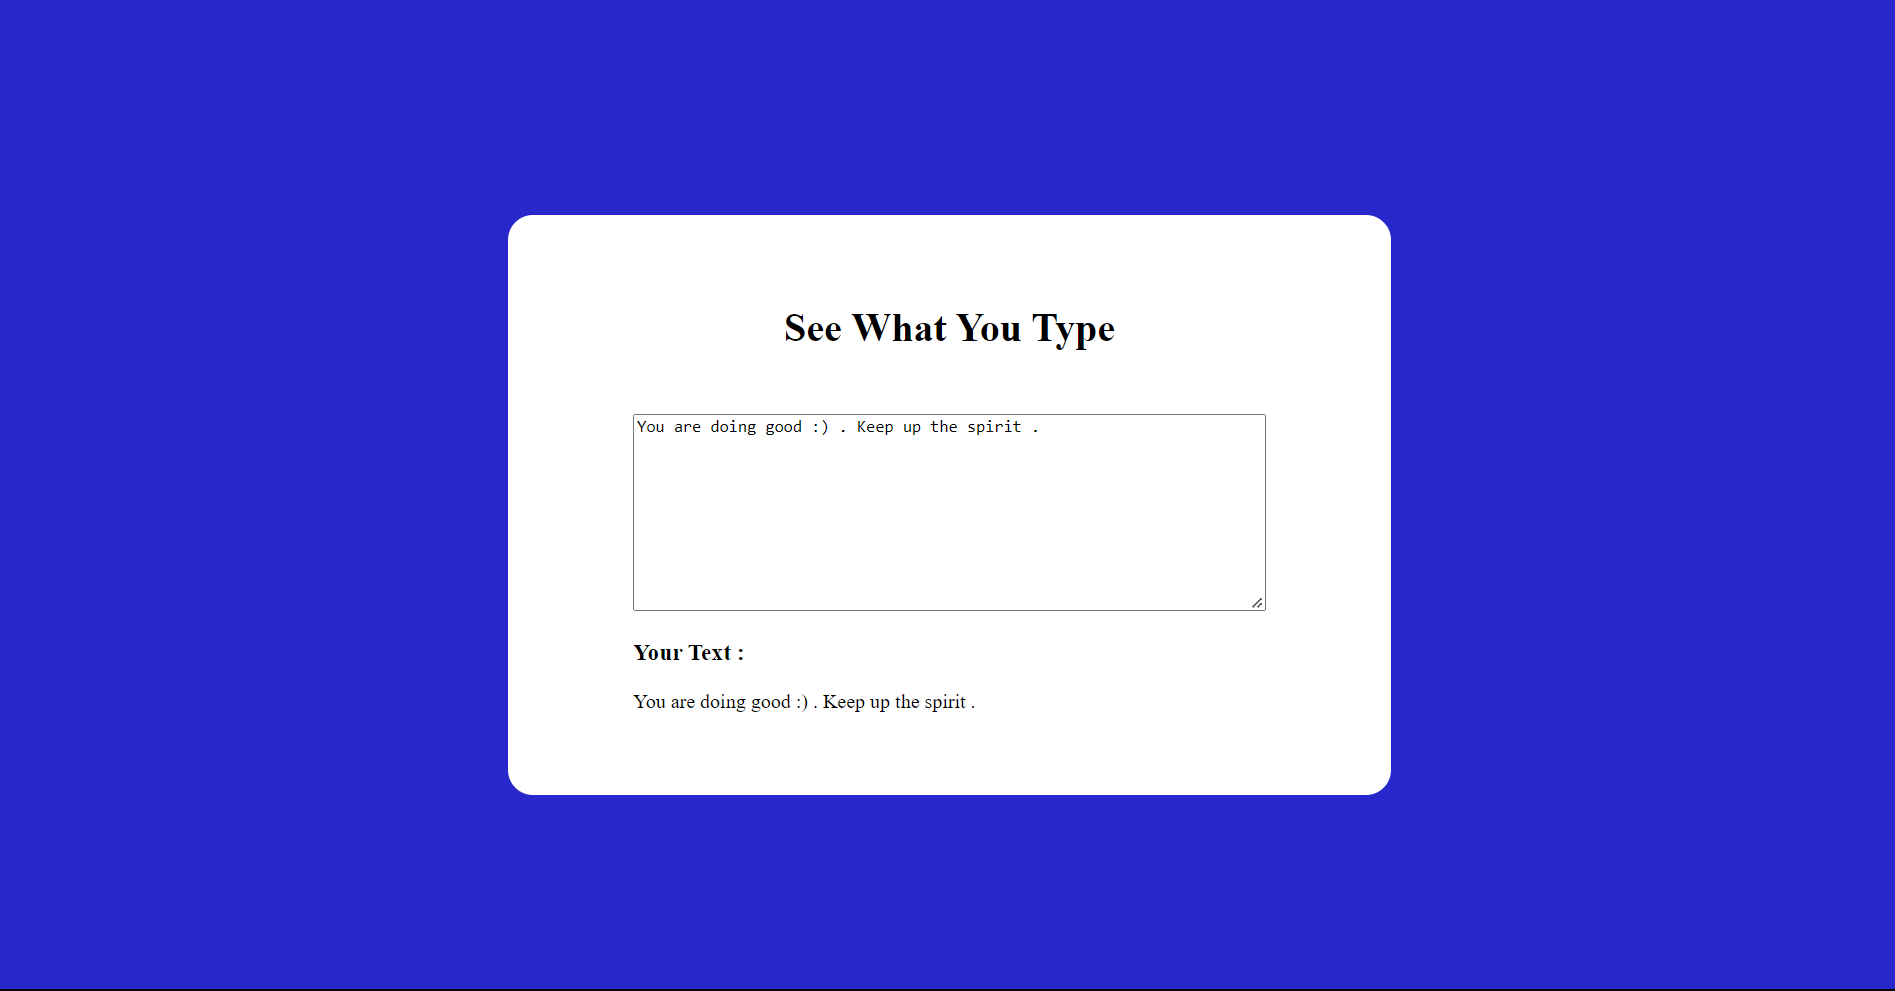 See What You Type
You are doing good :) . Keep up the spirit .
Your Text :
You are doing good :) . Keep up the spirit .